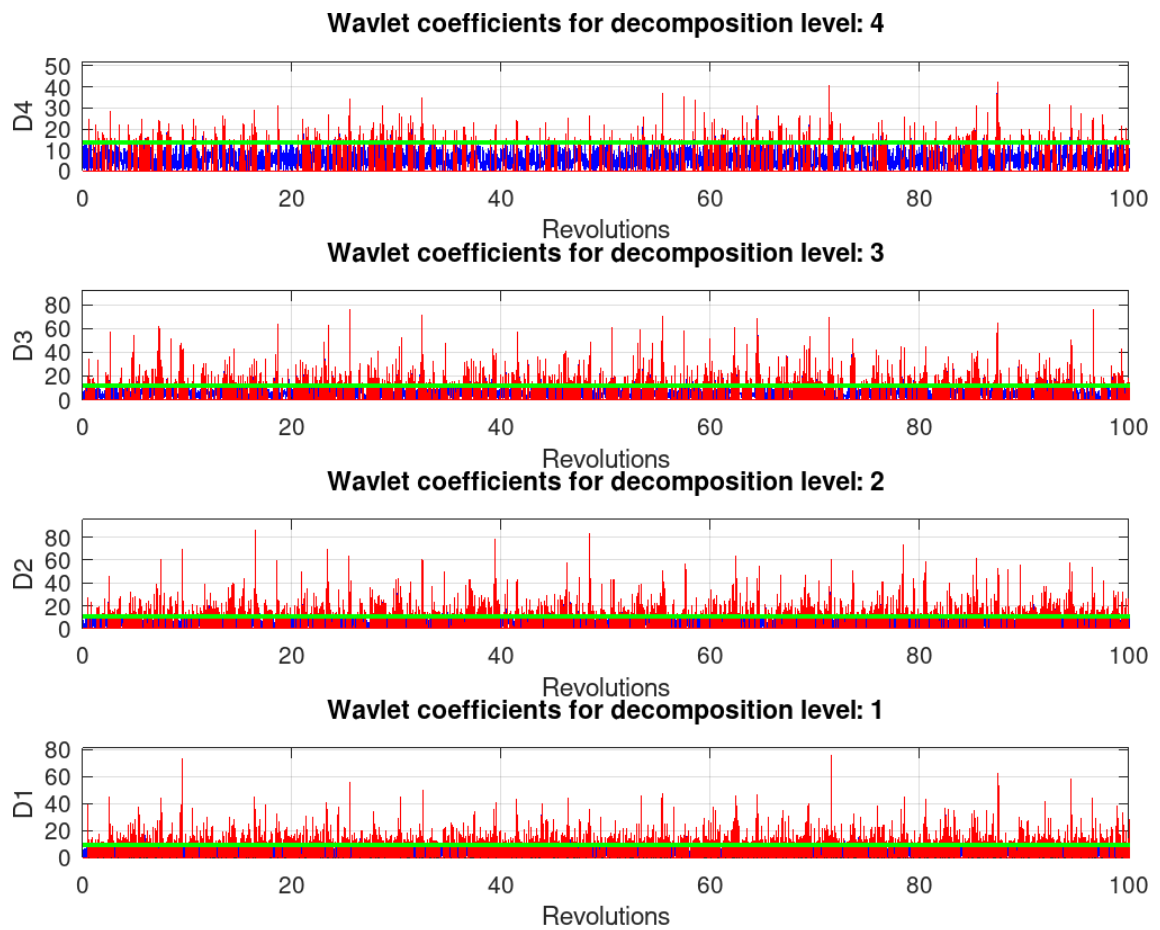 Wavlet coefficients for decomposition level: 4
50
40
30
20
10
0
D4
0 20 40 60 80 100
Revolutions
Wavlet coefficients for decomposition level: 3
80
60
40
20
0
D3
0 20 40 60 80 100
Revolutions
Wavlet coefficients for decomposition level: 2
80
60
40
20
0
D2
0 20 40 60 80 100
Revolutions
Wavlet coefficients for decomposition level: 1
80
60
40
20
0
D1
0 20 40 60 80 100
Revolutions